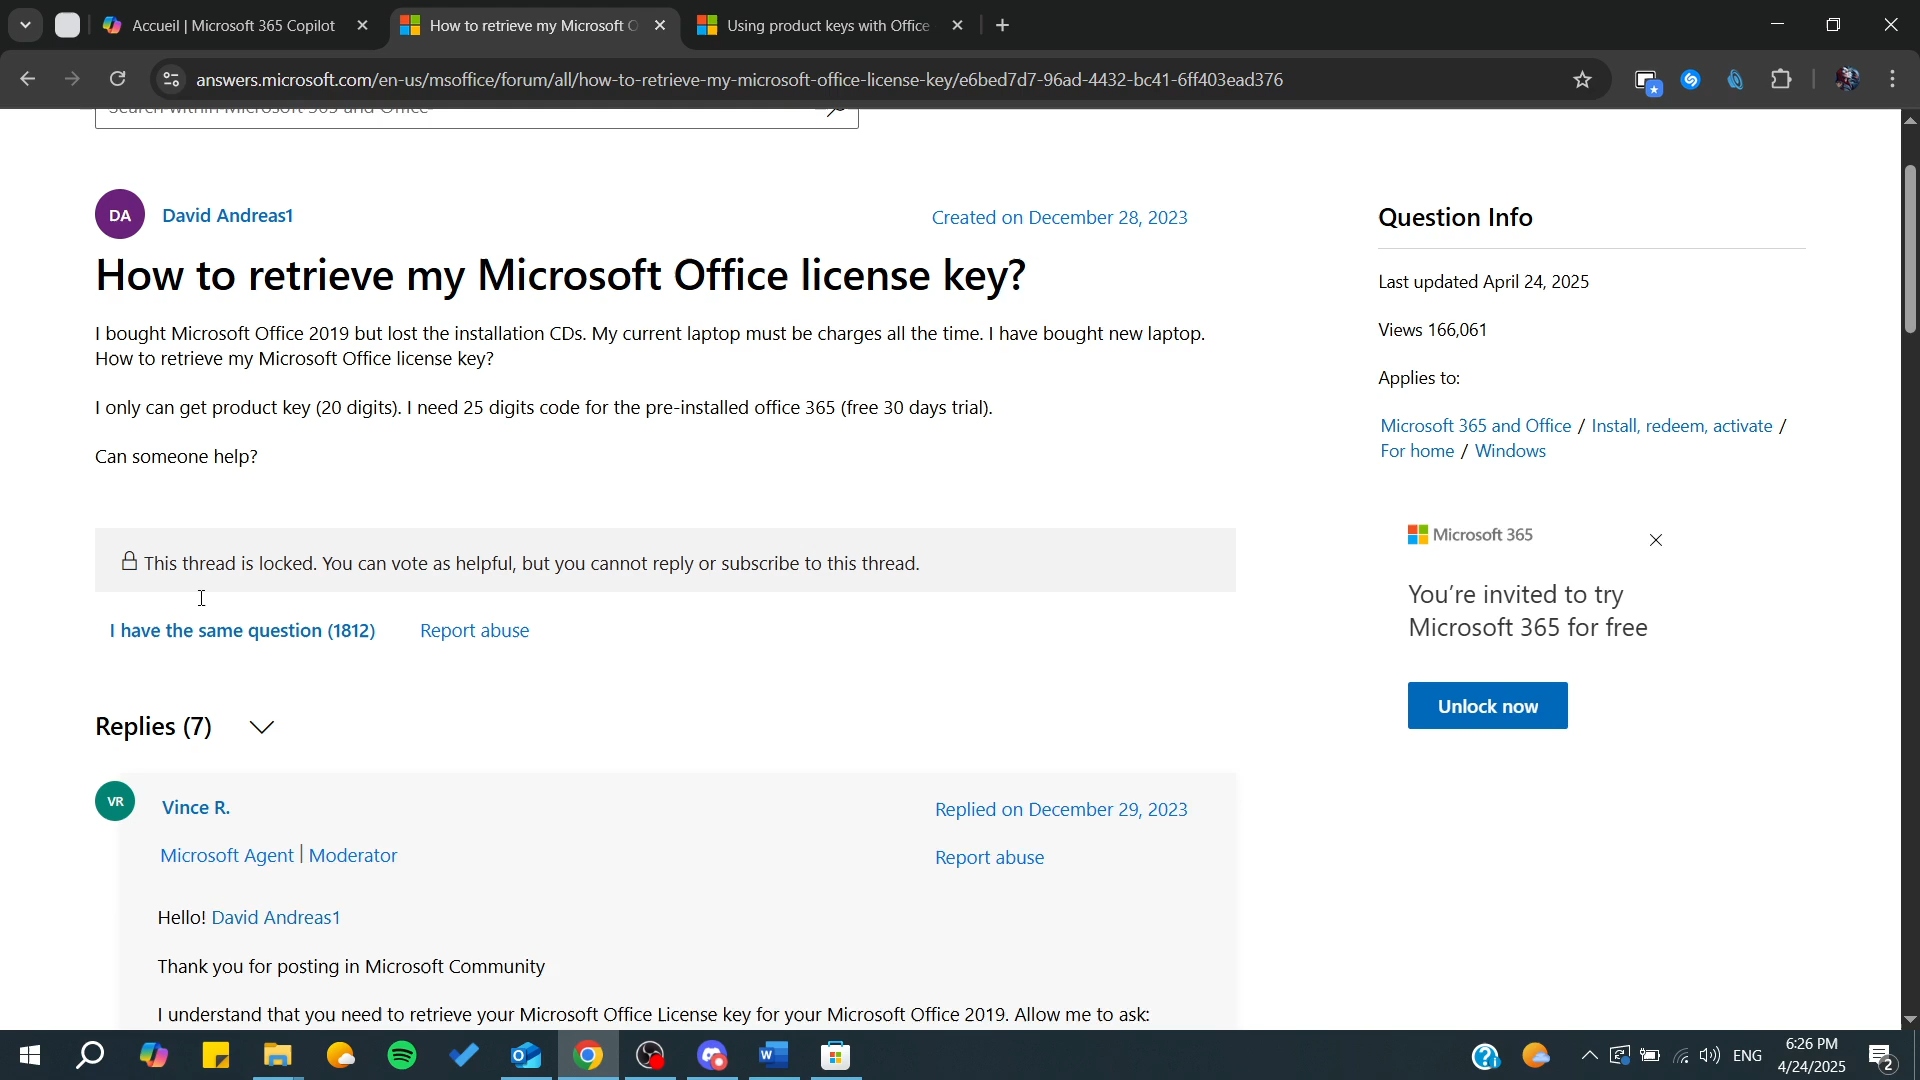 Accueil | Microsoft 365 Copilot
How to retrieve my Microsoft O
Using product keys with Office
answers.microsoft.com/en-us/msoffice/forum/all/how-to-retrieve-my-microsoft-office-license-key/e6bed7d7-96ad-4432-bc41-6ff403ead376
Search within Microsoft 365 and Office
DA
David Andreas1
Created on December 28, 2023
How to retrieve my Microsoft Office license key?
I bought Microsoft Office 2019 but lost the installation CDs. My current laptop must be charges all the time. I have bought new laptop.
How to retrieve my Microsoft Office license key?
I only can get product key (20 digits). I need 25 digits code for the pre-installed office 365 (free 30 days trial).
Can someone help?
This thread is locked. You can vote as helpful, but you cannot reply or subscribe to this thread.
I have the same question (1812)
Report abuse
Replies (7)
VR
Vince R.
Replied on December 29, 2023
Microsoft Agent | Moderator
Report abuse
Hello! David Andreas1
Thank you for posting in Microsoft Community
I understand that you need to retrieve your Microsoft Office License key for your Microsoft Office 2019. Allow me to ask:
Question Info
Last updated April 24, 2025
Views 166,061
Applies to:
Microsoft 365 and Office / Install, redeem, activate /
For home / Windows
Microsoft 365
You're invited to try
Microsoft 365 for free
Unlock now
ENG
6:26 PM
4/24/2025
2